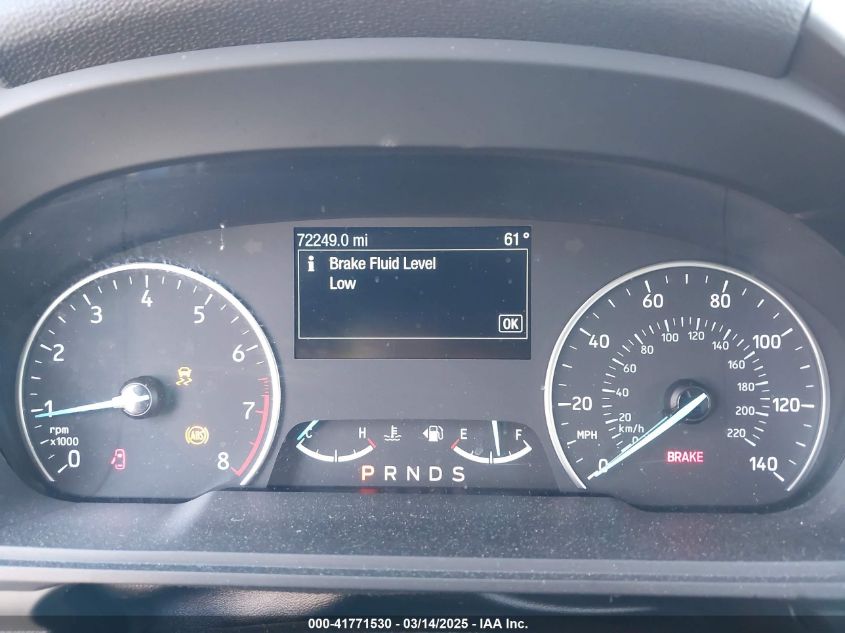 72249.0 mi 61°
i Brake Fluid Level
Low
OK
0 1 2 3 4 5 6 7 8
rpm
x1000
ABS
C H E F
P R N D S
0 20 40 60 80 100 120 140
0 20 40 60 80 100 120 140 160 180 200 220
MPH
km/h
BRAKE
000-41771530 - 03/14/2025 - IAA Inc.